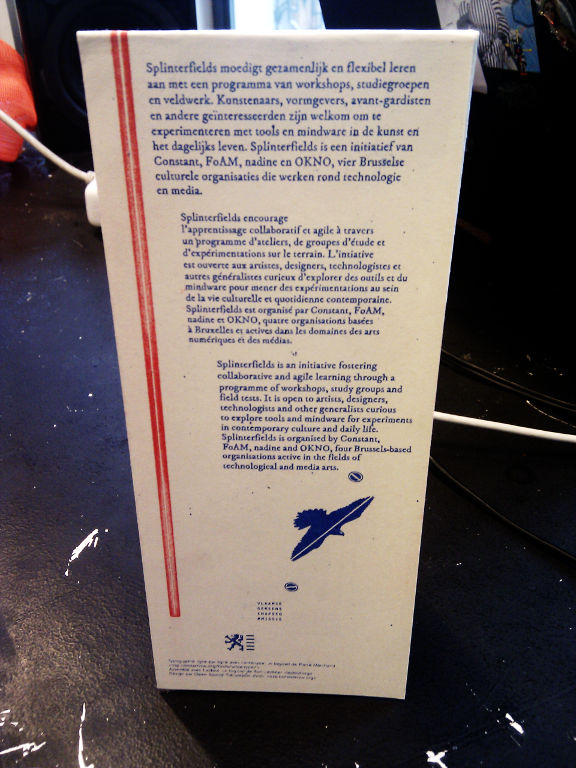 Splinterfields moedigt gezamenlijk en flexibel leren
aan met een programma van workshops, studiegroepen
en veldwerk. Kunstenaars, vormgevers, avant-gardisten
en andere geïnteresseerden zijn welkom om te
experimenteren met tools en mindware in de kunst en
het dagelijks leven. Splinterfields is een initiatief van
Constant, FoAM, nadine en OKNO, vier Brusselse
culturele organisaties die werken rond technologie
en media.
Splinterfields encourage
l'apprentissage collaboratif et agile à travers
un programme d'ateliers, de groupes d'étude et
d'expérimentations sur le terrain. L'intiative
est ouverte aux artistes, designers, technologistes et
autres généralistes curieux d'explorer des outils et du
mindware pour mener des expérimentations au sein
de la vie culturelle et quotidienne contemporaine.
Splinterfields est organisé par Constant, FoAM,
nadine et OKNO, quatre organisations basées
à Bruxelles et actives dans les domaines des arts
numériques et des médias.
Splinterfields is an initiative fostering
collaborative and agile learning through a
programme of workshops, study groups and
field tests. It is open to artists, designers,
technologists and other generalists curious
to explore tools and mindware for experiments
in contemporary culture and daily life.
Splinterfields is organised by Constant,
FoAM, nadine and OKNO, four Brussels-based
organisations active in the fields of
technological and media arts.
VLAAMSE
GEMEENS
CHAPSCO
MMISSIE